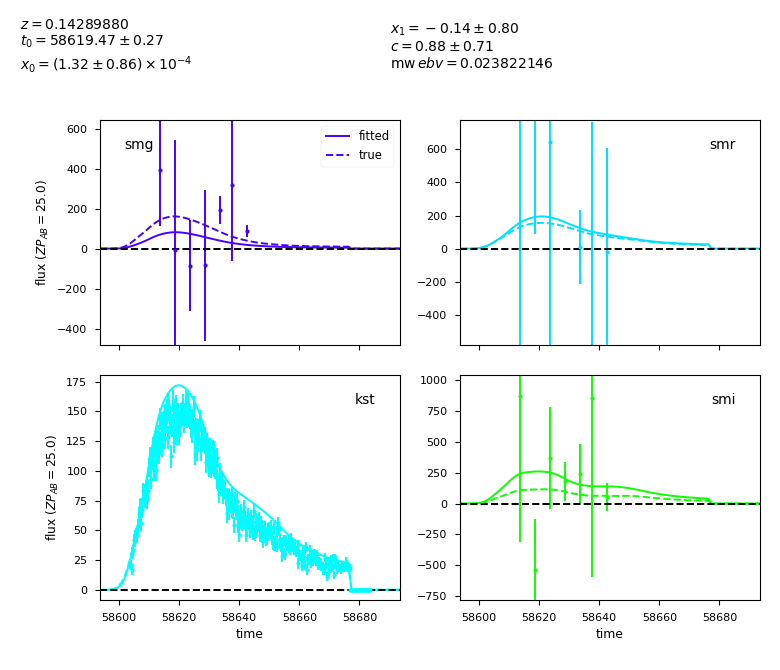 z = 0.14289880
t₀ = 58619.47 ± 0.27
x₀ = (1.32 ± 0.86) × 10⁻⁴
x₁ = −0.14 ± 0.80
c = 0.88 ± 0.71
mw ebv = 0.023822146
smg
fitted
true
600
400
200
0
−200
−400
flux (ZP_AB = 25.0)
smr
600
400
200
0
−200
−400
kst
175
150
125
100
75
50
25
0
flux (ZP_AB = 25.0)
58600 58620 58640 58660 58680
time
smi
1000
750
500
250
0
−250
−500
−750
58600 58620 58640 58660 58680
time